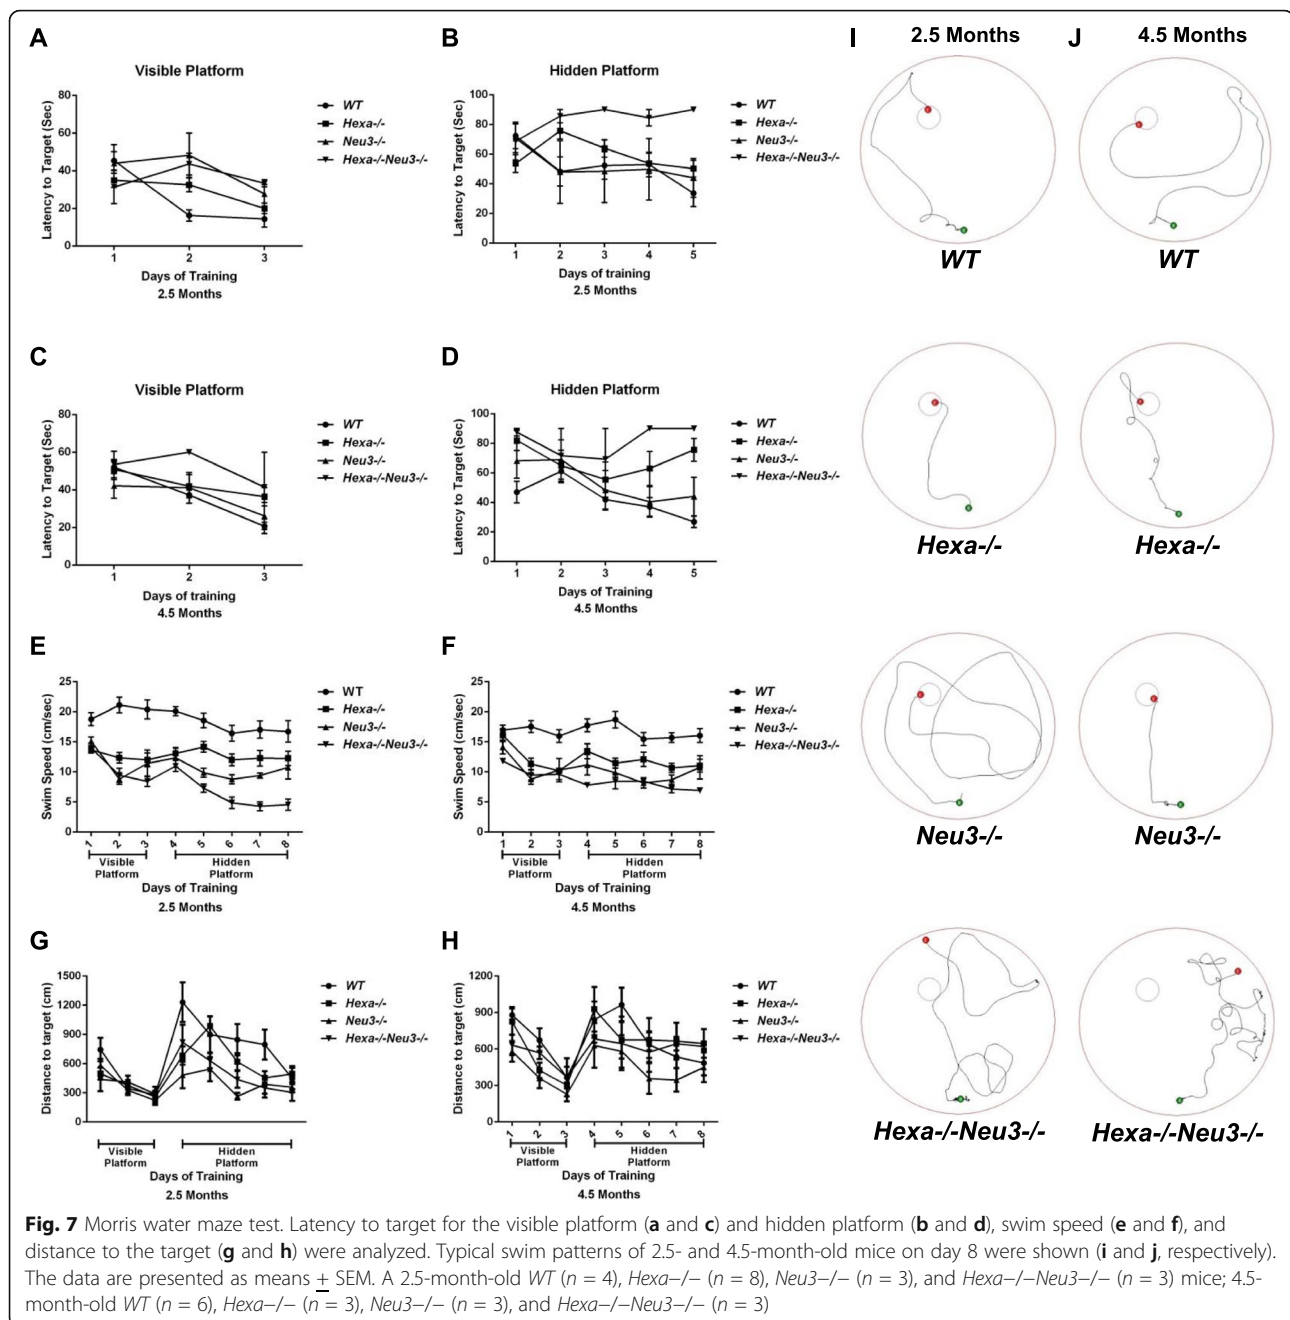 A
Visible Platform
80
60
40
20
0
Latency to Target (Sec)
1 2 3
Days of Training
2.5 Months
WT
Hexa-/-
Neu3-/-
Hexa-/-Neu3-/-
B
Hidden Platform
100
80
60
40
20
0
Latency to Target (Sec)
1 2 3 4 5
Days of training
2.5 Months
WT
Hexa-/-
Neu3-/-
Hexa-/-Neu3-/-
I 2.5 Months
J 4.5 Months
WT
WT
C
Visible Platform
80
60
40
20
0
Latency to Target (Sec)
1 2 3
Days of training
4.5 Months
WT
Hexa-/-
Neu3-/-
Hexa-/-Neu3-/-
D
Hidden Platform
100
80
60
40
20
0
Latency to Target (Sec)
1 2 3 4 5
Days of Training
4.5 Months
WT
Hexa-/-
Neu3-/-
Hexa-/-Neu3-/-
Hexa-/-
Hexa-/-
E
25
20
15
10
5
0
Swim Speed (cm/sec)
1 2 3 4 5 6 7 8
Visible Platform
Hidden Platform
Days of Training
2.5 Months
WT
Hexa-/-
Neu3-/-
Hexa-/-Neu3-/-
F
25
20
15
10
5
0
Swim Speed (cm/sec)
1 2 3 4 5 6 7 8
Visible Platform
Hidden Platform
Days of Training
4.5 Months
WT
Hexa-/-
Neu3-/-
Hexa-/-Neu3-/-
Neu3-/-
Neu3-/-
G
1500
1200
900
600
300
0
Distance to target (cm)
Visible Platform
Hidden Platform
Days of Training
2.5 Months
WT
Hexa-/-
Neu3-/-
Hexa-/-Neu3-/-
H
1200
900
600
300
0
Distance to target (cm)
1 2 3 4 5 6 7 8
Visible Platform
Hidden Platform
Days of Training
4.5 Months
WT
Hexa-/-
Neu3-/-
Hexa-/-Neu3-/-
Hexa-/-Neu3-/-
Hexa-/-Neu3-/-
Fig. 7 Morris water maze test. Latency to target for the visible platform (a and c) and hidden platform (b and d), swim speed (e and f), and
distance to the target (g and h) were analyzed. Typical swim patterns of 2.5- and 4.5-month-old mice on day 8 were shown (i and j, respectively).
The data are presented as means ± SEM. A 2.5-month-old WT (n = 4), Hexa−/− (n = 8), Neu3−/− (n = 3), and Hexa−/−Neu3−/− (n = 3) mice; 4.5-
month-old WT (n = 6), Hexa−/− (n = 3), Neu3−/− (n = 3), and Hexa−/−Neu3−/− (n = 3)